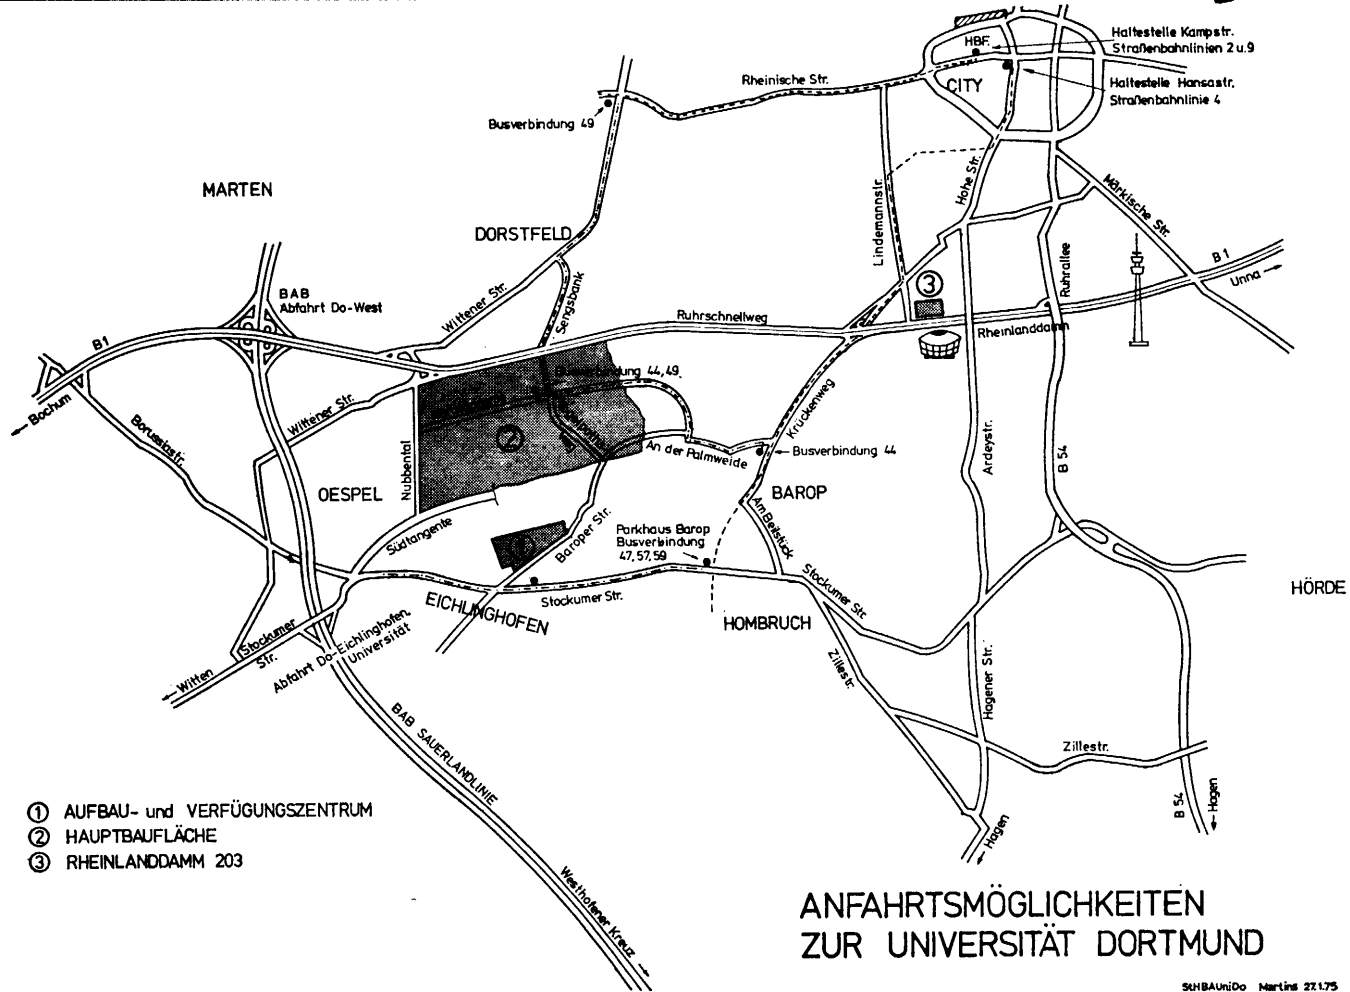 HBF.
Haltestelle Kampstr.
Straßenbahnlinien 2 u. 9
CITY
Haltestelle Hansastr.
Straßenbahnlinie 4
Rheinische Str.
Busverbindung 49
MARTEN
DORSTFELD
Lindemannstr.
Hohe Str.
Märkische Str.
Ruhrallee
B 1
Unna
BAB
Abfahrt Do-West
Wittener Str.
Sengsbank
Ruhrschnellweg
3
Rheinlanddamm
B 1
Bochum
Borussiastr.
Wittener Str.
Busverbindung 44, 49
Krückenweg
2
An der Palmweide
Busverbindung 44
Ardeystr.
B 54
OESPEL
Nubbental
BAROP
Südtangente
1
Baroper Str.
Parkhaus Barop
Busverbindung
47, 57, 59
Am Beilstück
Stockumer Str.
EICHLINGHOFEN
Stockumer Str.
HOMBRUCH
HÖRDE
Stockumer
Str.
Witten
Abfahrt Do-Eichlinghofen.
Universität
Zillestr.
Hagener Str.
Zillestr.
BAB SAUERLANDLINIE
B 54
Hagen
Hagen
Westhofener Kreuz
1 AUFBAU- und VERFÜGUNGSZENTRUM
2 HAUPTBAUFLÄCHE
3 RHEINLANDDAMM 203
ANFAHRTSMÖGLICHKEITEN
ZUR UNIVERSITÄT DORTMUND
StHBAUniDo Martins 27.1.75